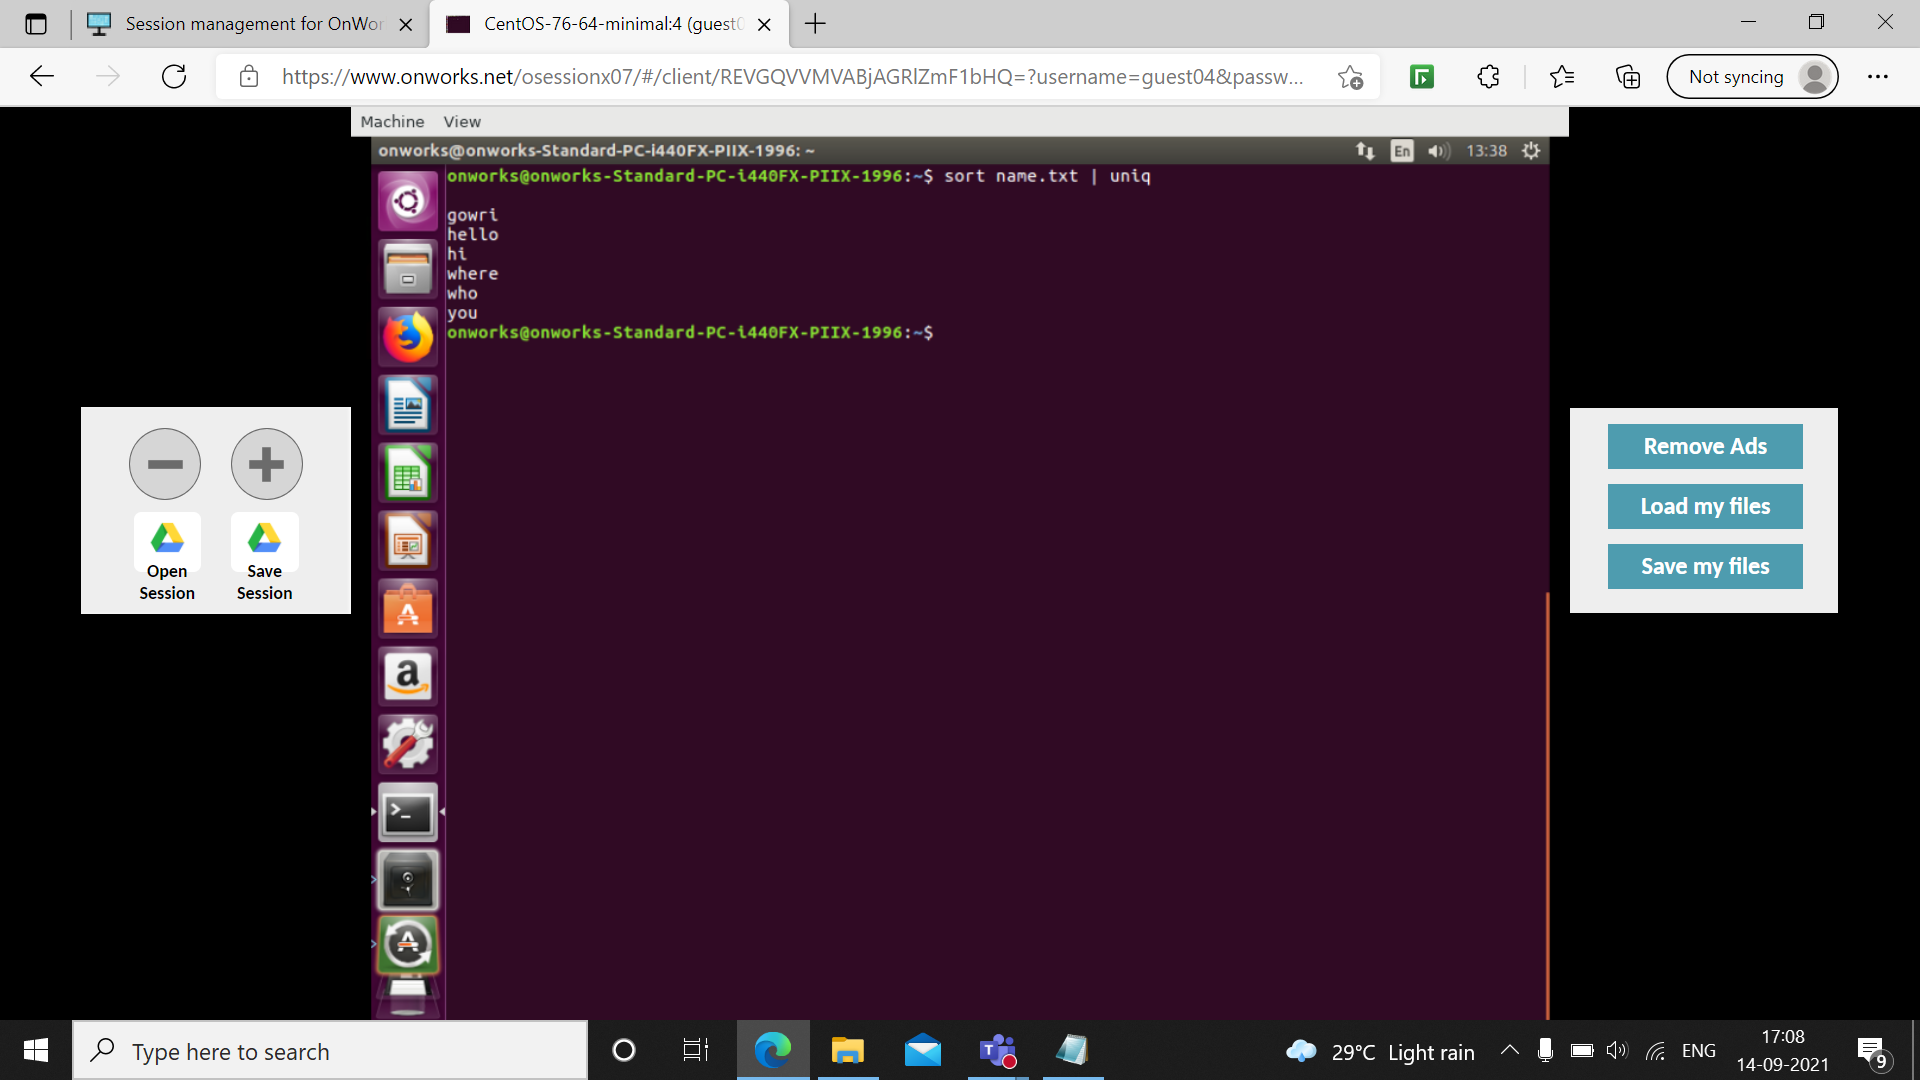 Session management for OnWor
CentOS-76-64-minimal:4 (guest0
https://www.onworks.net/osessionx07/#/client/REVGQVVMVABjAGRlZmF1bHQ=?username=guest04&passw...
Not syncing
Machine View
onworks@onworks-Standard-PC-i440FX-PIIX-1996: ~
En 13:38
onworks@onworks-Standard-PC-i440FX-PIIX-1996:~$ sort name.txt | uniq
gowri
hello
hi
where
who
you
onworks@onworks-Standard-PC-i440FX-PIIX-1996:~$
Open
Session
Save
Session
Remove Ads
Load my files
Save my files
Type here to search
29°C Light rain
ENG
17:08
14-09-2021
9